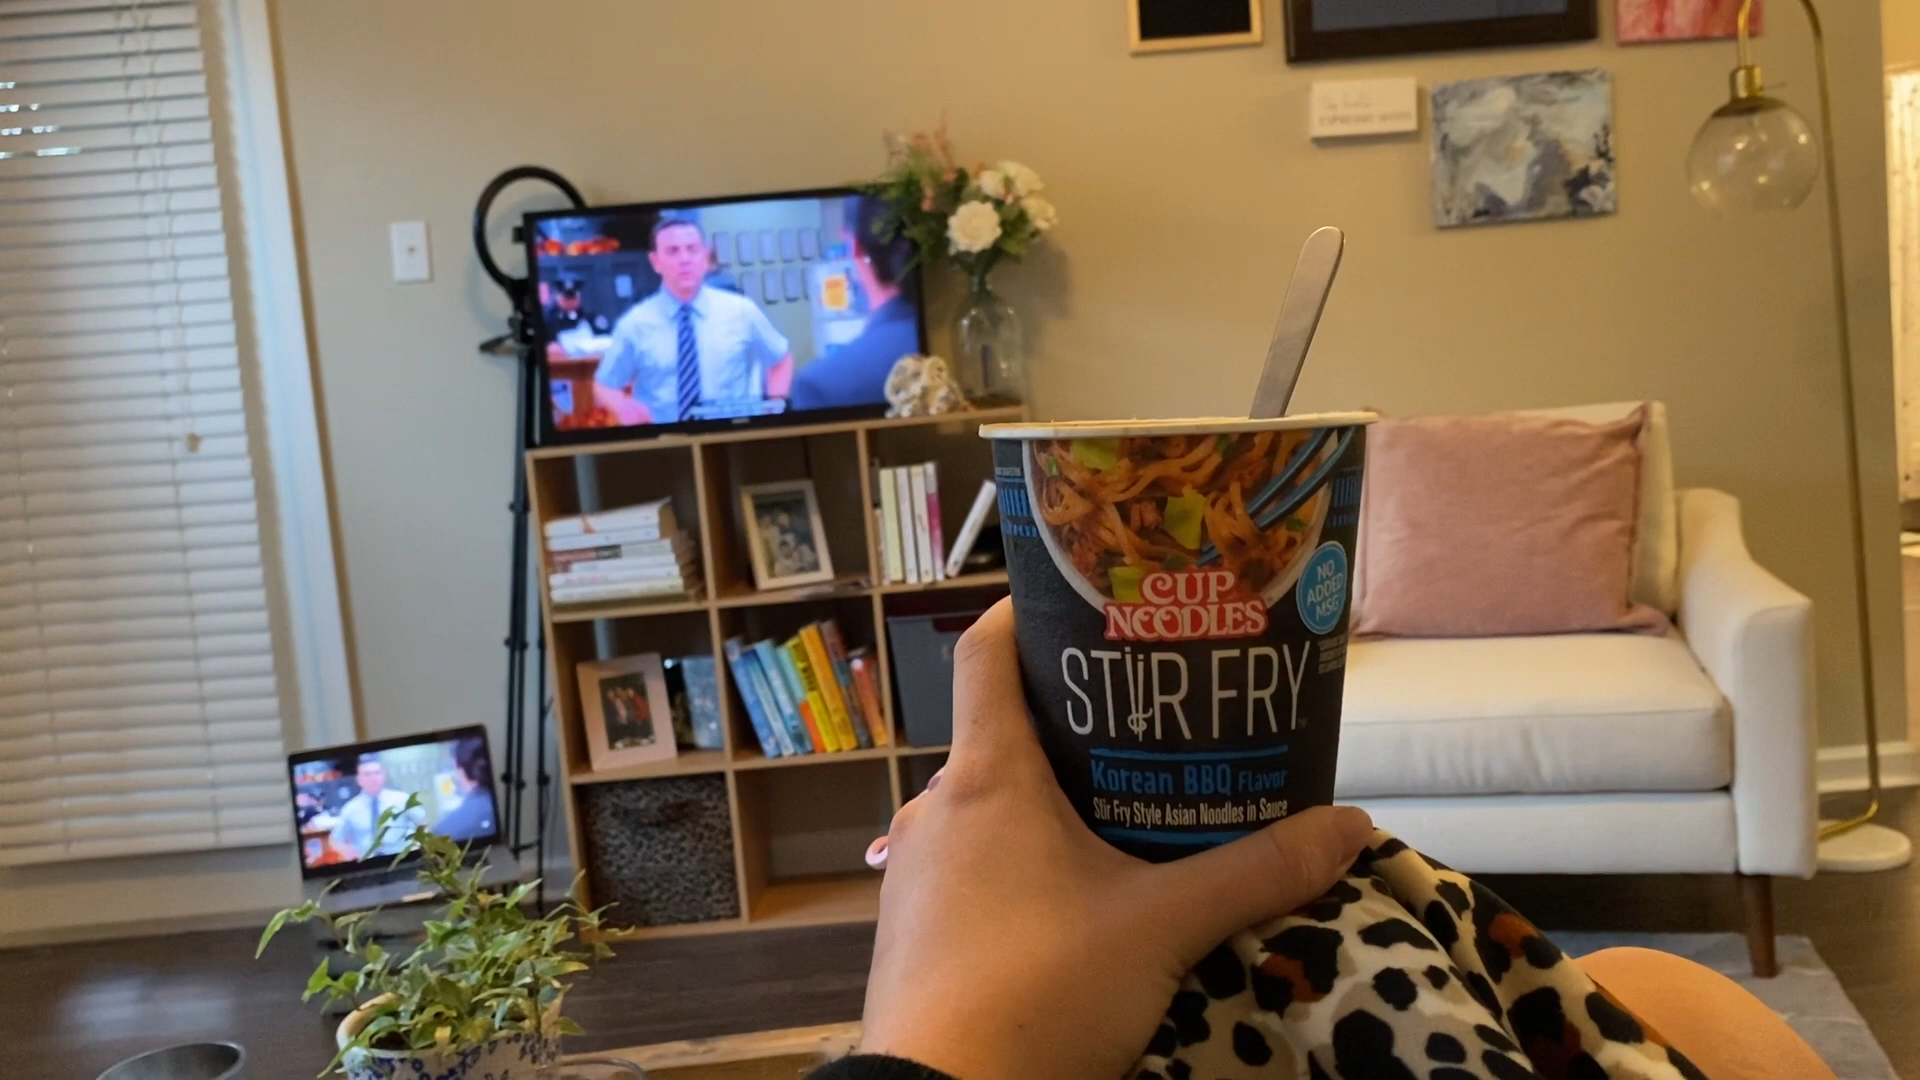 CUP
NOODLES
NO
ADDED
MSG
STIR FRY
Korean BBQ Flavor
Stir Fry Style Asian Noodles in Sauce